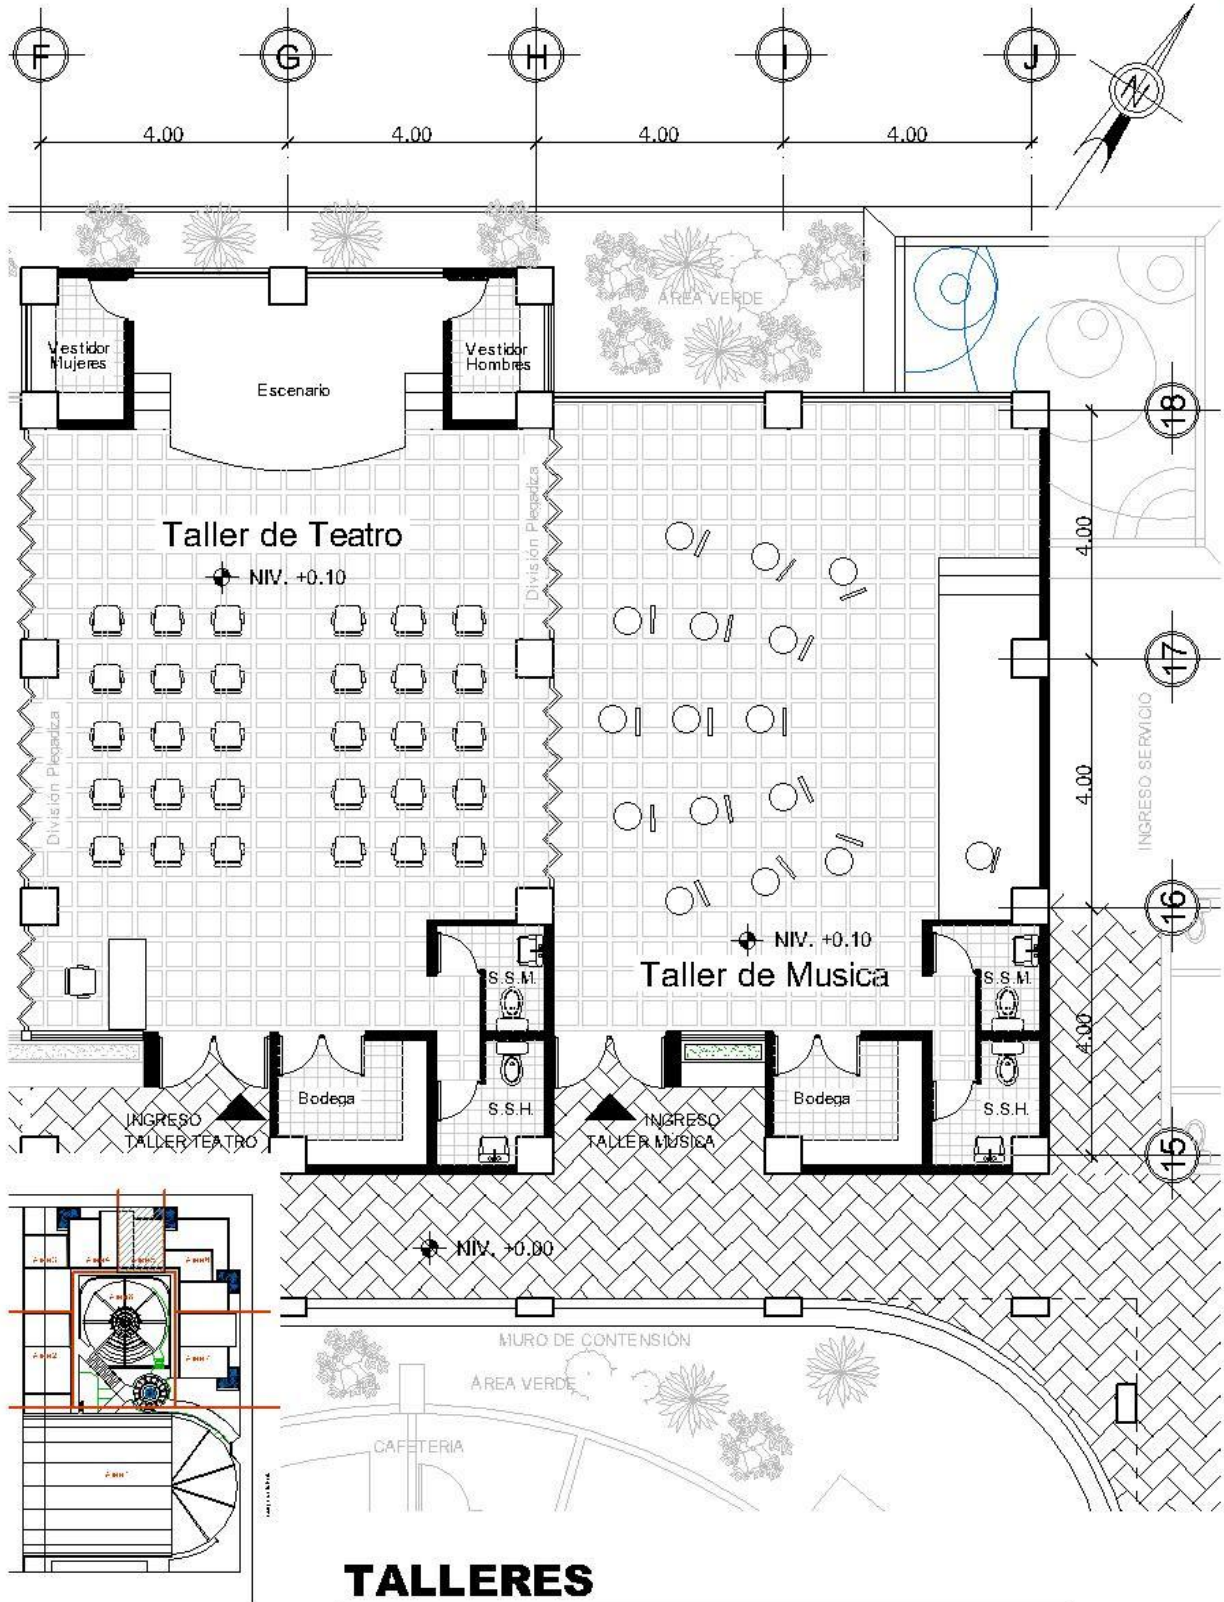 F G H I J
4.00 4.00 4.00 4.00
N
AREA VERDE
Vestidor
Mujeres
Vestidor
Hombres
Escenario
18
División Plegadiza
Taller de Teatro
NIV. +0.10
4.00
17
División Plegadiza
INGRESO SERVICIO
4.00
16
NIV. +0.10
Taller de Musica
S.S.M.
S.S.M.
4.00
Bodega
S.S.H.
Bodega
S.S.H.
INGRESO
TALLER TEATRO
INGRESO
TALLER MUSICA
15
NIV. +0.00
MURO DE CONTENSIÓN
AREA VERDE
CAFETERIA
TALLERES